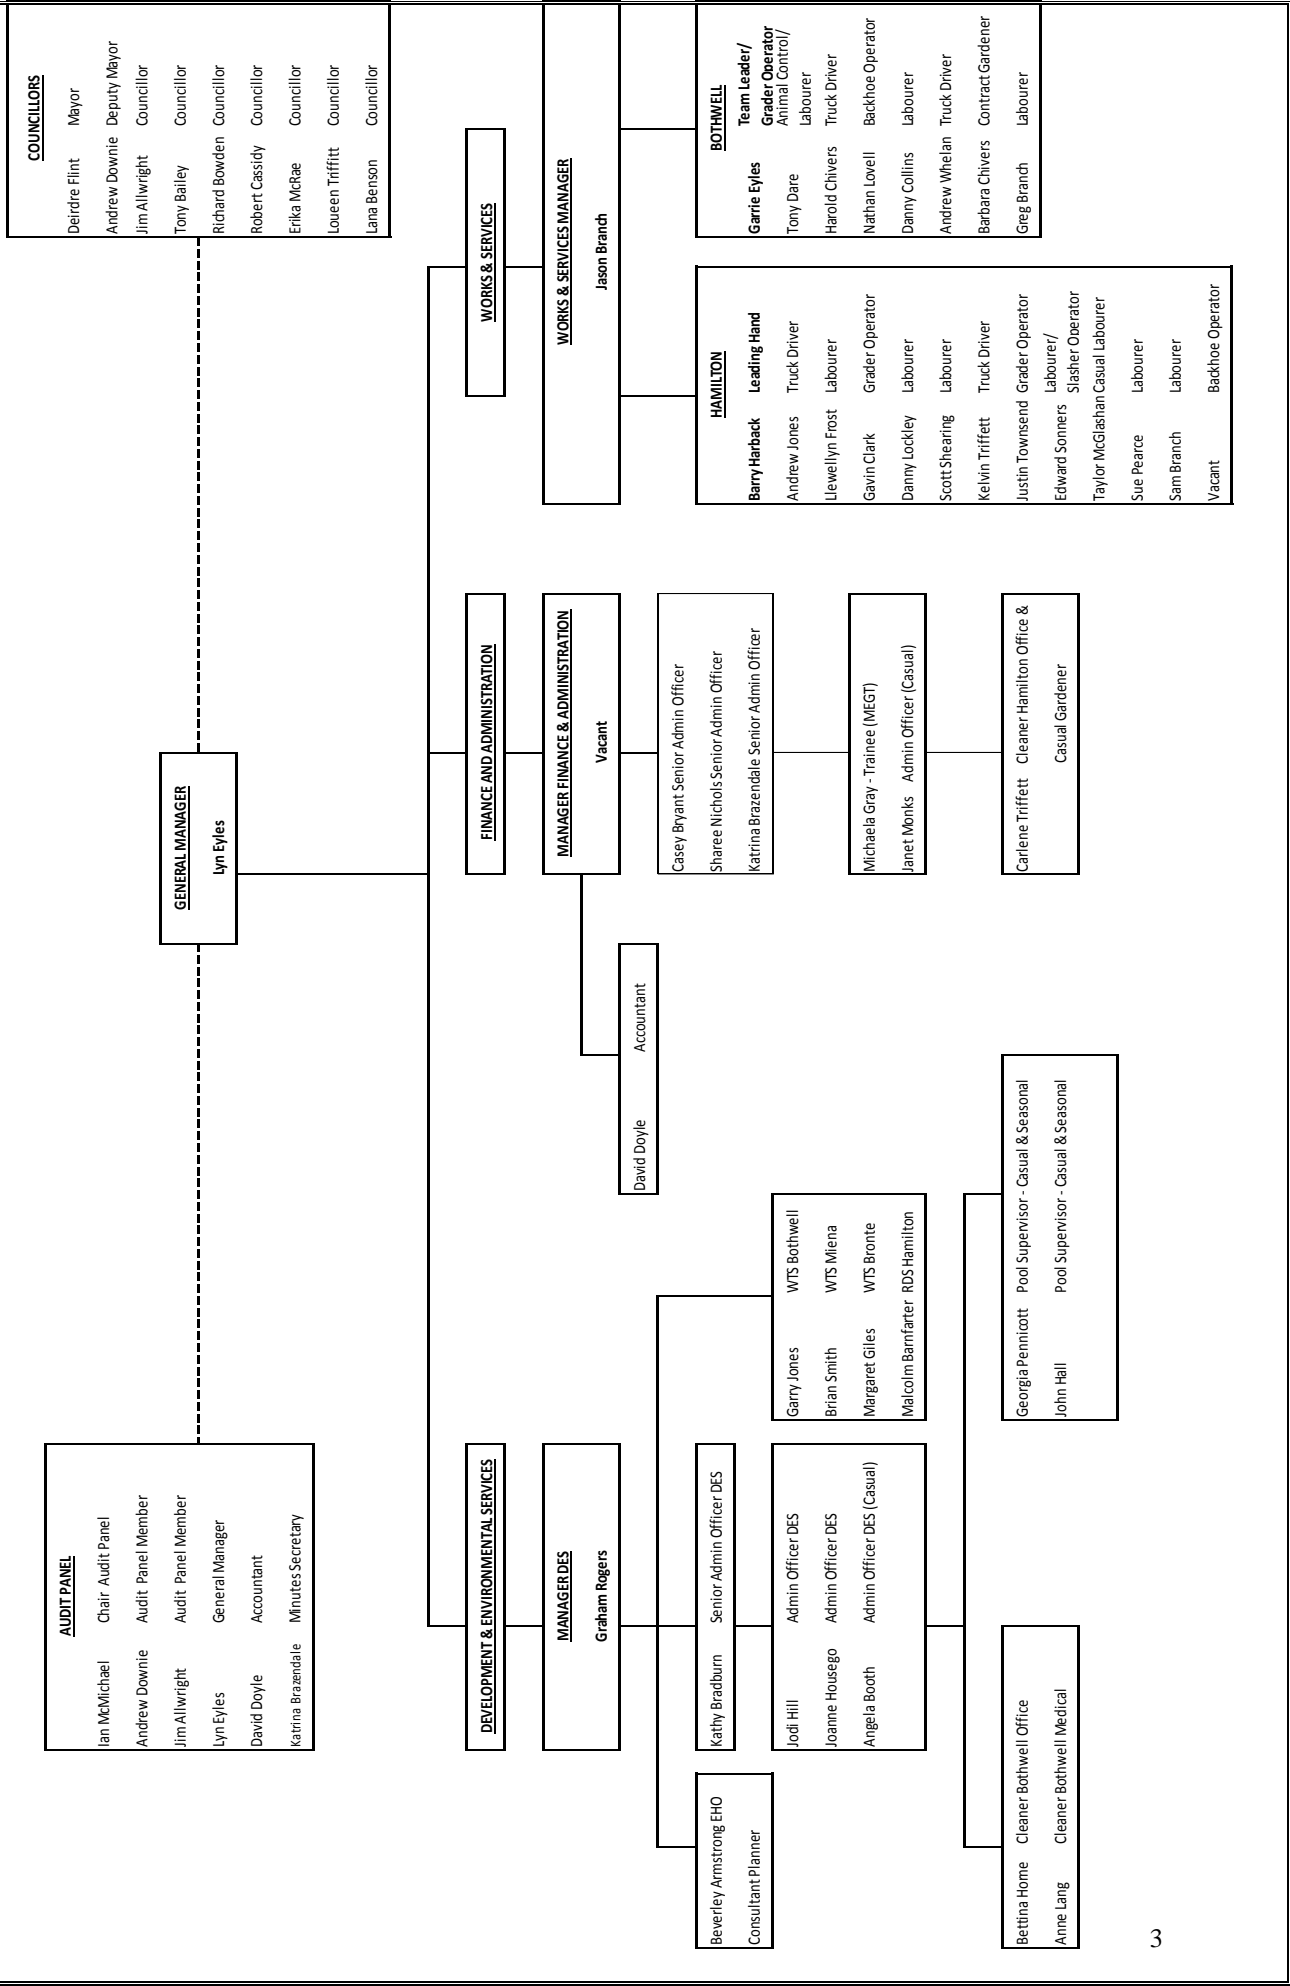 COUNCILLORS
Deirdre Flint Mayor
Andrew Downie Deputy Mayor
Jim Allwright Councillor
Tony Bailey Councillor
Richard Bowden Councillor
Robert Cassidy Councillor
Erika McRae Councillor
Loueen Triffitt Councillor
Lana Benson Councillor
GENERAL MANAGER
Lyn Eyles
AUDIT PANEL
Ian McMichael Chair Audit Panel
Andrew Downie Audit Panel Member
Jim Allwright Audit Panel Member
Lyn Eyles General Manager
David Doyle Accountant
Katrina Brazendale Minutes Secretary
DEVELOPMENT & ENVIRONMENTAL SERVICES
MANAGER DES
Graham Rogers
Beverley Armstrong EHO
Consultant Planner
Kathy Bradburn Senior Admin Officer DES
Jodi Hill Admin Officer DES
Joanne Housego Admin Officer DES
Angela Booth Admin Officer DES (Casual)
Garry Jones WTS Bothwell
Brian Smith WTS Miena
Margaret Giles WTS Bronte
Malcolm Barnfarter RDS Hamilton
Bettina Home Cleaner Bothwell Office
Anne Lang Cleaner Bothwell Medical
Georgia Pennicott Pool Supervisor - Casual & Seasonal
John Hall Pool Supervisor - Casual & Seasonal
FINANCE AND ADMINISTRATION
MANAGER FINANCE & ADMINISTRATION
Vacant
David Doyle Accountant
Casey Bryant Senior Admin Officer
Sharee Nichols Senior Admin Officer
Katrina Brazendale Senior Admin Officer
Michaela Gray - Trainee (MEGT)
Janet Monks Admin Officer (Casual)
Carlene Triffett Cleaner Hamilton Office &
Casual Gardener
WORKS & SERVICES
WORKS & SERVICES MANAGER
Jason Branch
HAMILTON
Barry Harback Leading Hand
Andrew Jones Truck Driver
Llewellyn Frost Labourer
Gavin Clark Grader Operator
Danny Lockley Labourer
Scott Shearing Labourer
Kelvin Triffett Truck Driver
Justin Townsend Grader Operator
Labourer/
Edward Sonners Slasher Operator
Taylor McGlashan Casual Labourer
Sue Pearce Labourer
Sam Branch Labourer
Vacant Backhoe Operator
BOTHWELL
Team Leader/
Garrie Eyles Grader Operator
Animal Control/
Tony Dare Labourer
Harold Chivers Truck Driver
Nathan Lovell Backhoe Operator
Danny Collins Labourer
Andrew Whelan Truck Driver
Barbara Chivers Contract Gardener
Greg Branch Labourer
3